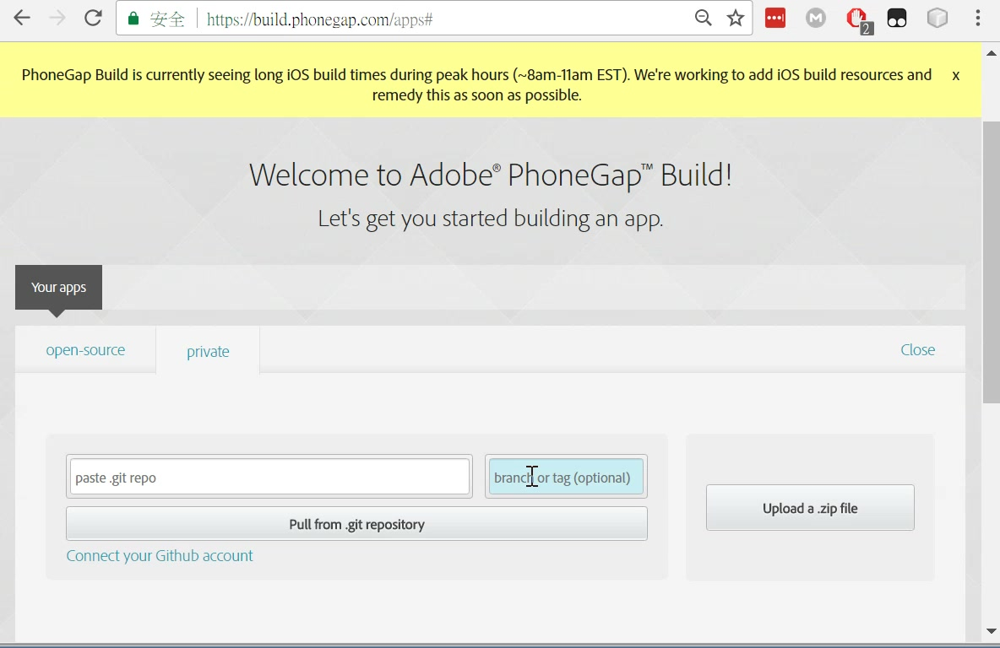 安全 https://build.phonegap.com/apps#
M
2
PhoneGap Build is currently seeing long iOS build times during peak hours (~8am-11am EST). We're working to add iOS build resources and x
remedy this as soon as possible.
Welcome to Adobe® PhoneGap™ Build!
Let's get you started building an app.
Your apps
open-source private Close
paste .git repo branch or tag (optional)
Upload a .zip file
Pull from .git repository
Connect your Github account